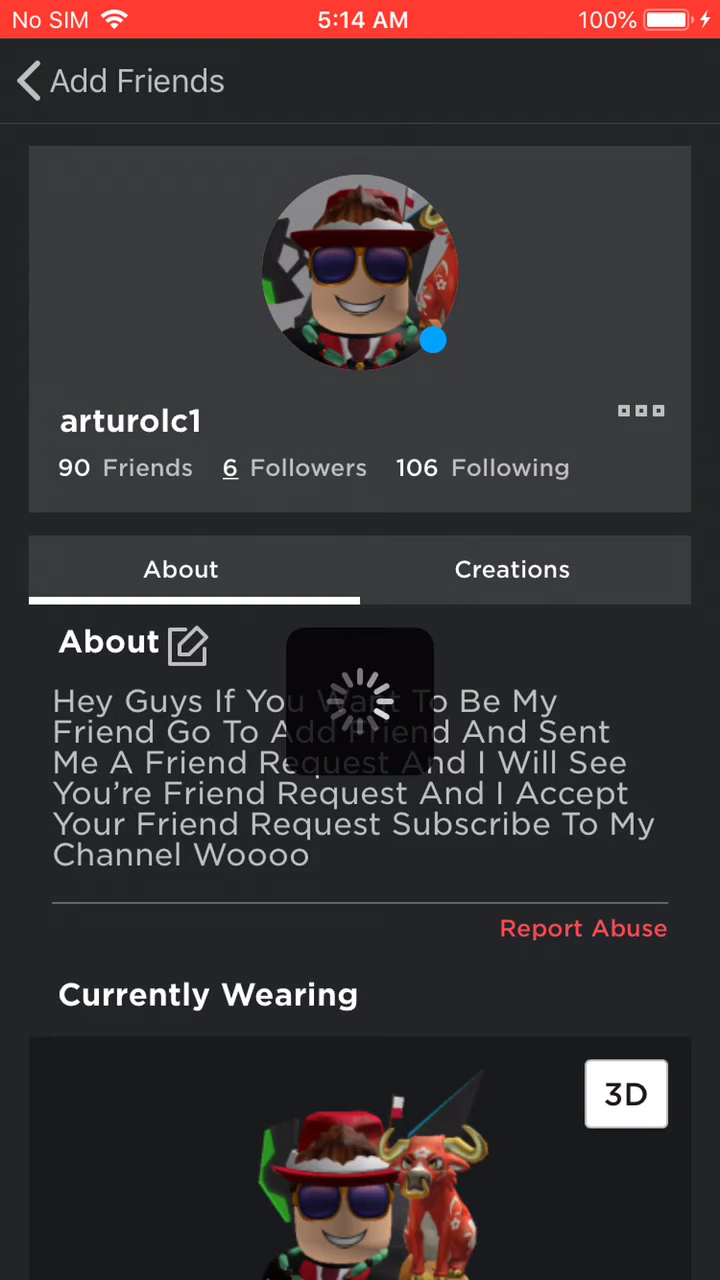 No SIM 5:14 AM 100%
Add Friends
arturolc1
90 Friends 6 Followers 106 Following
About Creations
About
Hey Guys If You Want To Be My
Friend Go To Add Friend And Sent
Me A Friend Request And I Will See
You’re Friend Request And I Accept
Your Friend Request Subscribe To My
Channel Woooo
Report Abuse
Currently Wearing
3D